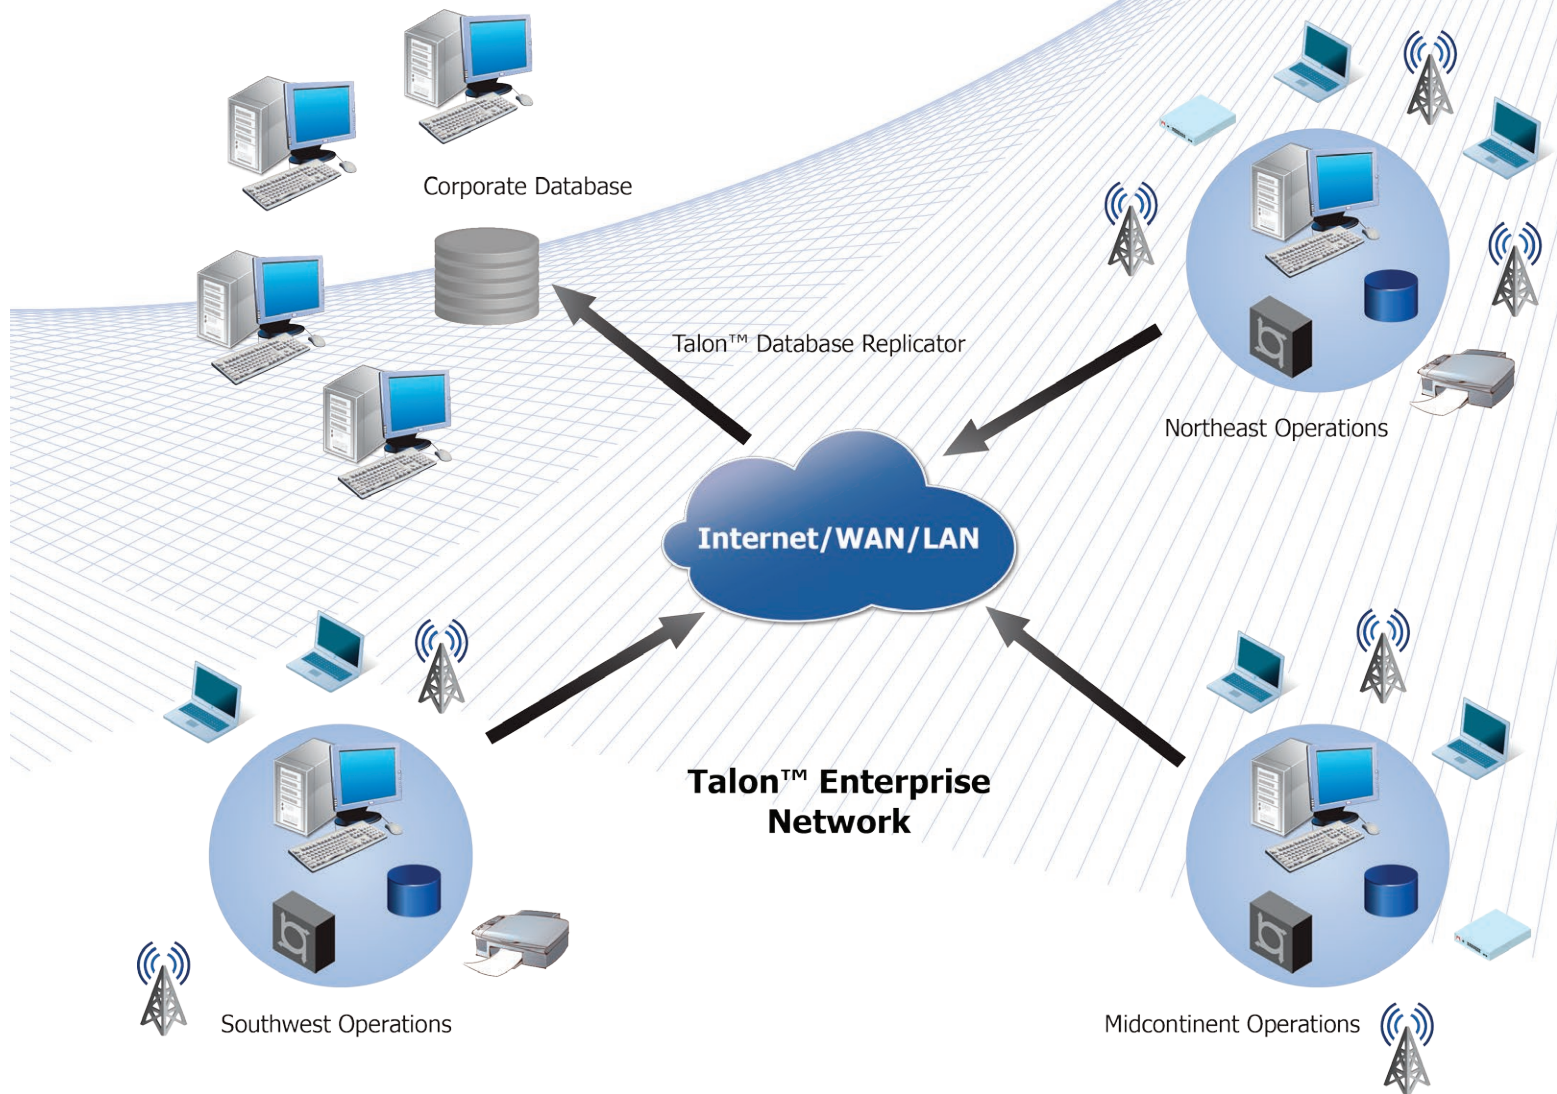 Corporate Database
Talon™ Database Replicator
Northeast Operations
Internet/WAN/LAN
Talon™ Enterprise
Network
Southwest Operations
Midcontinent Operations